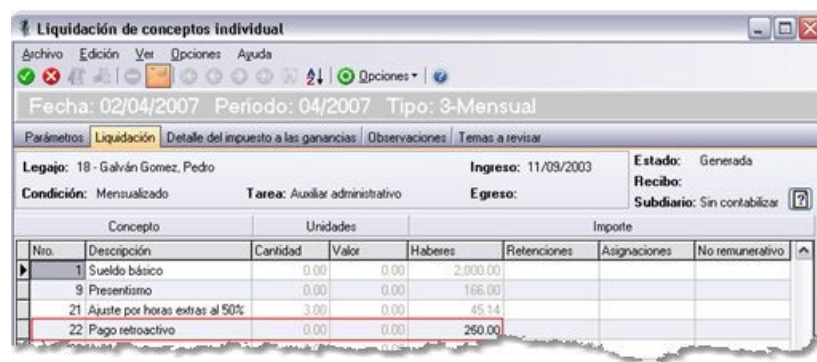 Liquidación de conceptos individual
Archivo Edición Ver Opciones Ayuda
Opciones
Fecha: 02/04/2007 Periodo: 04/2007 Tipo: 3-Mensual
Parámetros Liquidación Detalle del impuesto a las ganancias Observaciones Temas a revisar
Legajo: 18 - Galván Gomez, Pedro Ingreso: 11/09/2003 Estado: Generada
Recibo:
Condición: Mensualizado Tarea: Auxiliar administrativo Egreso: Subdiario: Sin contabilizar
Concepto Unidades Importe
Nro. Descripción Cantidad Valor Haberes Retenciones Asignaciones No remunerativo
1 Sueldo básico 0.00 0.00 2,000.00
9 Presentismo 0.00 0.00 166.00
21 Ajuste por horas extras al 50% 3.00 0.00 45.14
22 Pago retroactivo 0.00 0.00 250.00